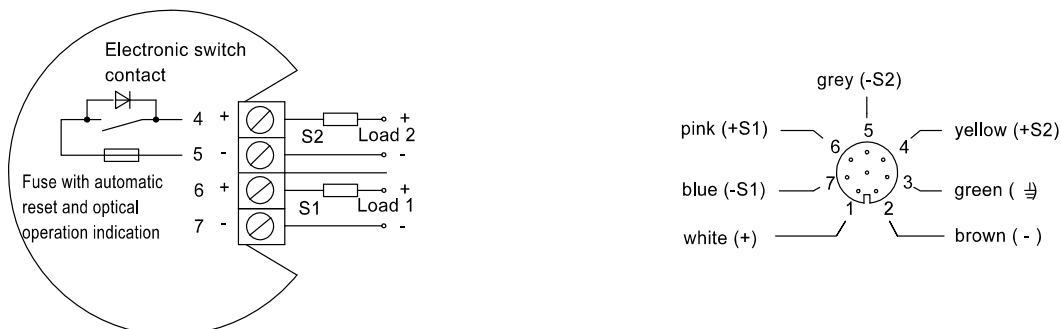 Electronic switch
contact
4 +
5 -
6 +
7 -
Fuse with automatic
reset and optical
operation indication
S2
+
Load 2
-
S1
+
Load 1
-
grey (-S2)
pink (+S1)
yellow (+S2)
5
6
4
blue (-S1)
7
3
green ( ⏚ )
1
2
white (+)
brown ( - )